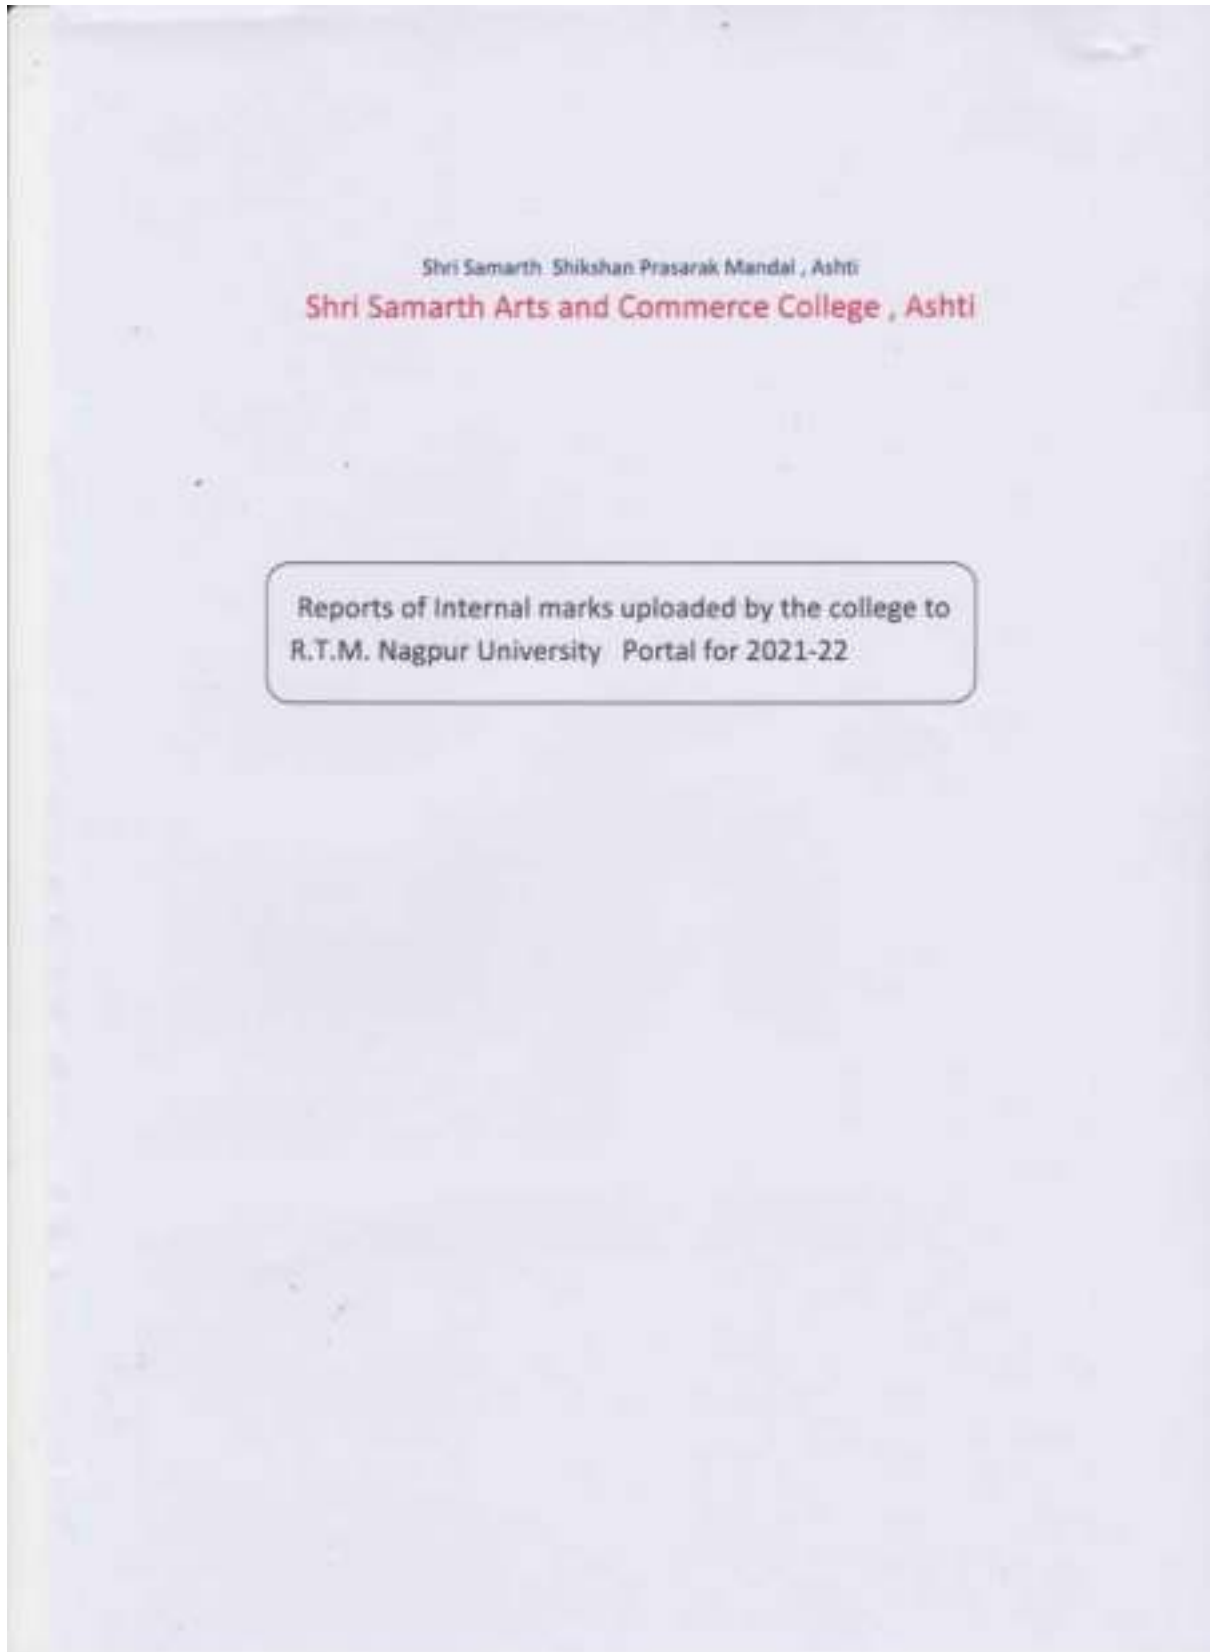 Shri Samarth Shikshan Prasarak Mandal , Ashti
Shri Samarth Arts and Commerce College , Ashti
Reports of Internal marks uploaded by the college to
R.T.M. Nagpur University Portal for 2021-22